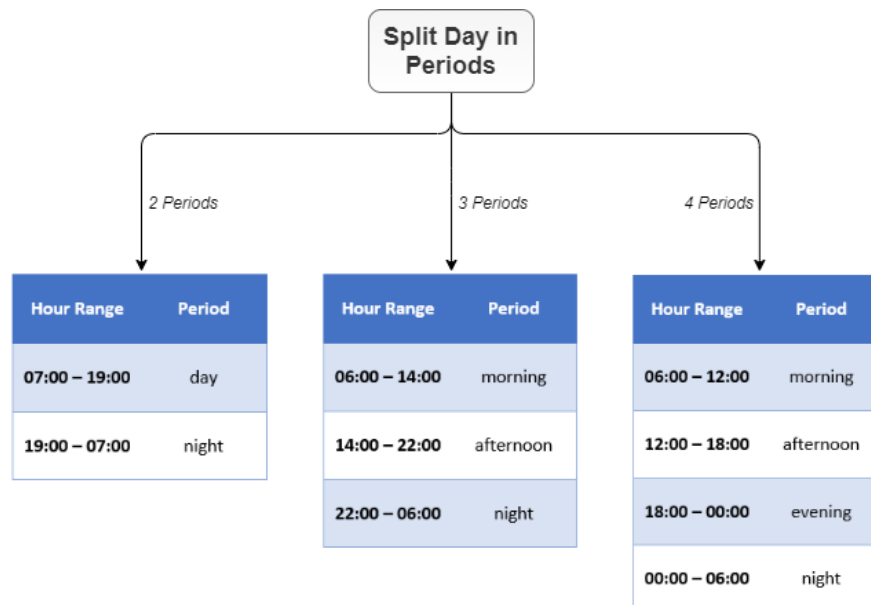 Split Day in
Periods
2 Periods
3 Periods
4 Periods
Hour Range Period
07:00 – 19:00 day
19:00 – 07:00 night
Hour Range Period
06:00 – 14:00 morning
14:00 – 22:00 afternoon
22:00 – 06:00 night
Hour Range Period
06:00 – 12:00 morning
12:00 – 18:00 afternoon
18:00 – 00:00 evening
00:00 – 06:00 night